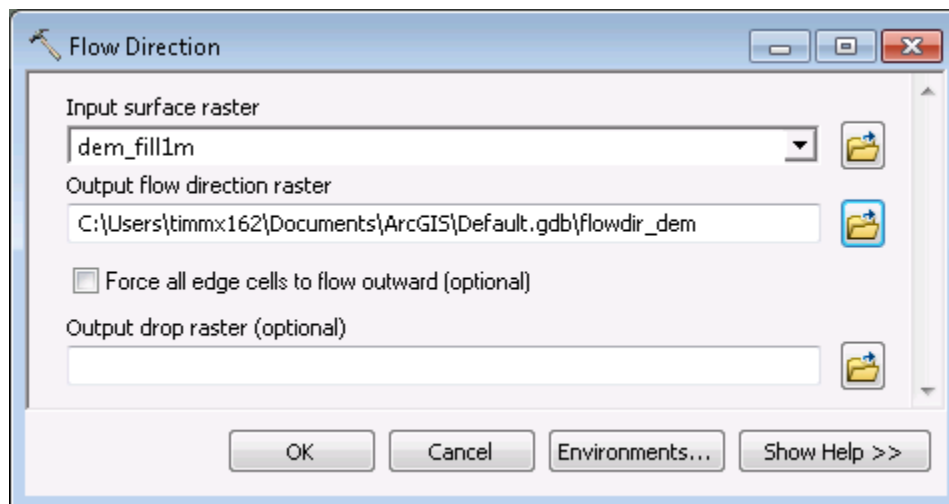 Flow Direction
Input surface raster
dem_fill1m
Output flow direction raster
C:\Users\timmx162\Documents\ArcGIS\Default.gdb\flowdir_dem
Force all edge cells to flow outward (optional)
Output drop raster (optional)
OK Cancel Environments... Show Help >>